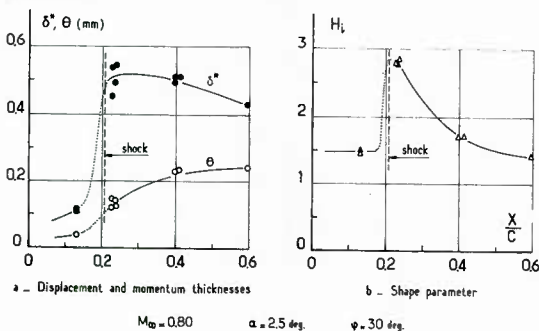 δ*, θ (mm)
0,6
0,4
0,2
0
δ*
shock
θ
0
0,2
0,4
0,6
a _ Displacement and momentum thicknesses
Hi
3
2
1
0
shock
X/C
0
0,2
0,4
0,6
b _ Shape parameter
M∞ = 0,80 α = 2,5 deg. φ = 30 deg.